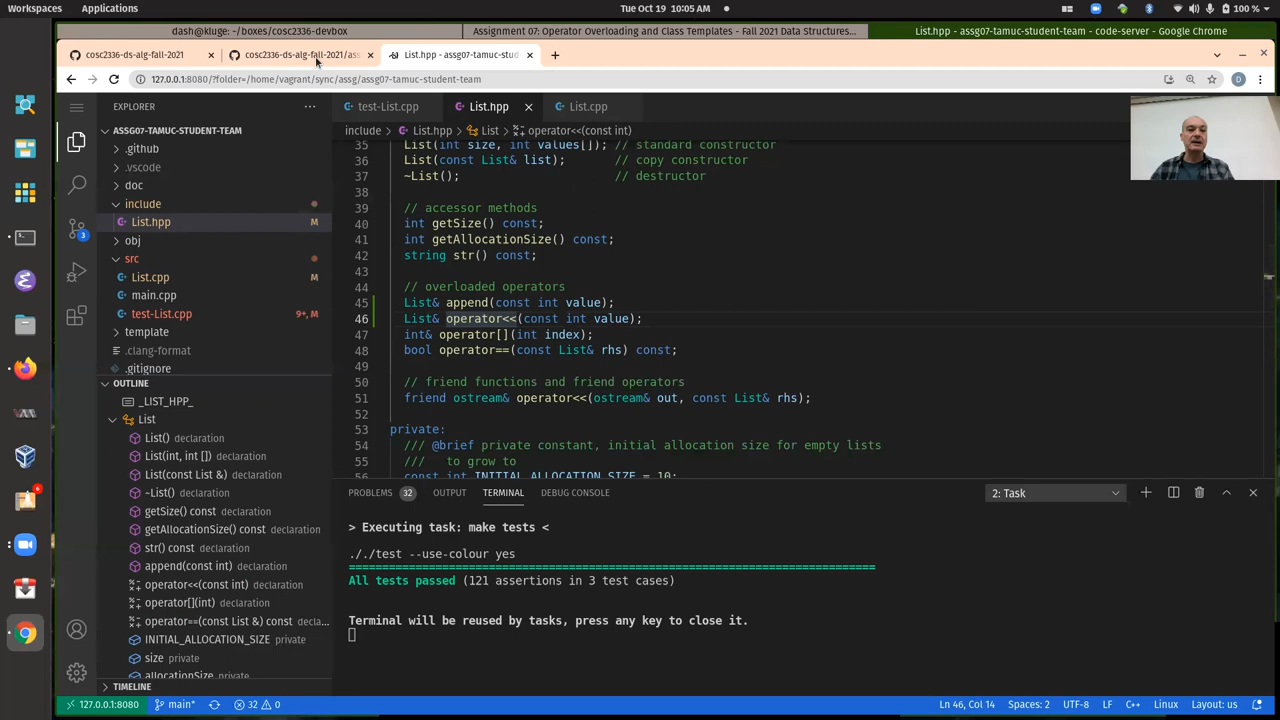 Workspaces Applications Tue Oct 19 10:05 AM 100 %
dash@kluge: ~/boxes/cosc2336-devbox Assignment 07: Operator Overloading and Class Templates - Fall 2021 Data Structures... List.hpp - assg07-tamuc-student-team - code-server - Google Chrome
cosc2336-ds-alg-fall-2021 cosc2336-ds-alg-fall-2021/ass List.hpp - assg07-tamuc-stud
127.0.0.1:8080/?folder=/home/vagrant/sync/assg/assg07-tamuc-student-team D
EXPLORER ... test-List.cpp List.hpp List.cpp
include > List.hpp > List > operator<<(const int)
ASSG07-TAMUC-STUDENT-TEAM
.github
.vscode
doc
include
List.hpp M
obj
src
List.cpp M
main.cpp
test-List.cpp 9+, M
template
.clang-format
.gitignore
3
OUTLINE
_LIST_HPP_
List
List() declaration
List(int, int []) declaration
List(const List &) declaration
~List() declaration
getSize() const declaration
getAllocationSize() const declaration
str() const declaration
append(const int) declaration
operator<<(const int) declaration
operator[](int) declaration
operator==(const List &) const decla...
INITIAL_ALLOCATION_SIZE private
size private
allocationSize private
TIMELINE
35 List(int size, int values[]); // standard constructor
36 List(const List& list); // copy constructor
37 ~List(); // destructor
38
39 // accessor methods
40 int getSize() const;
41 int getAllocationSize() const;
42 string str() const;
43
44 // overloaded operators
45 List& append(const int value);
46 List& operator<<(const int value);
47 int& operator[](int index);
48 bool operator==(const List& rhs) const;
49
50 // friend functions and friend operators
51 friend ostream& operator<<(ostream& out, const List& rhs);
52
53 private:
54 /// @brief private constant, initial allocation size for empty lists
55 /// to grow to
56 const int INITIAL_ALLOCATION_SIZE = 10;
PROBLEMS 32 OUTPUT TERMINAL DEBUG CONSOLE 2: Task
> Executing task: make tests <
././test --use-colour yes
===============================================================================
All tests passed (121 assertions in 3 test cases)
Terminal will be reused by tasks, press any key to close it.
127.0.0.1:8080 main* 32 0 Ln 46, Col 14 Spaces: 2 UTF-8 LF C++ Linux Layout: us